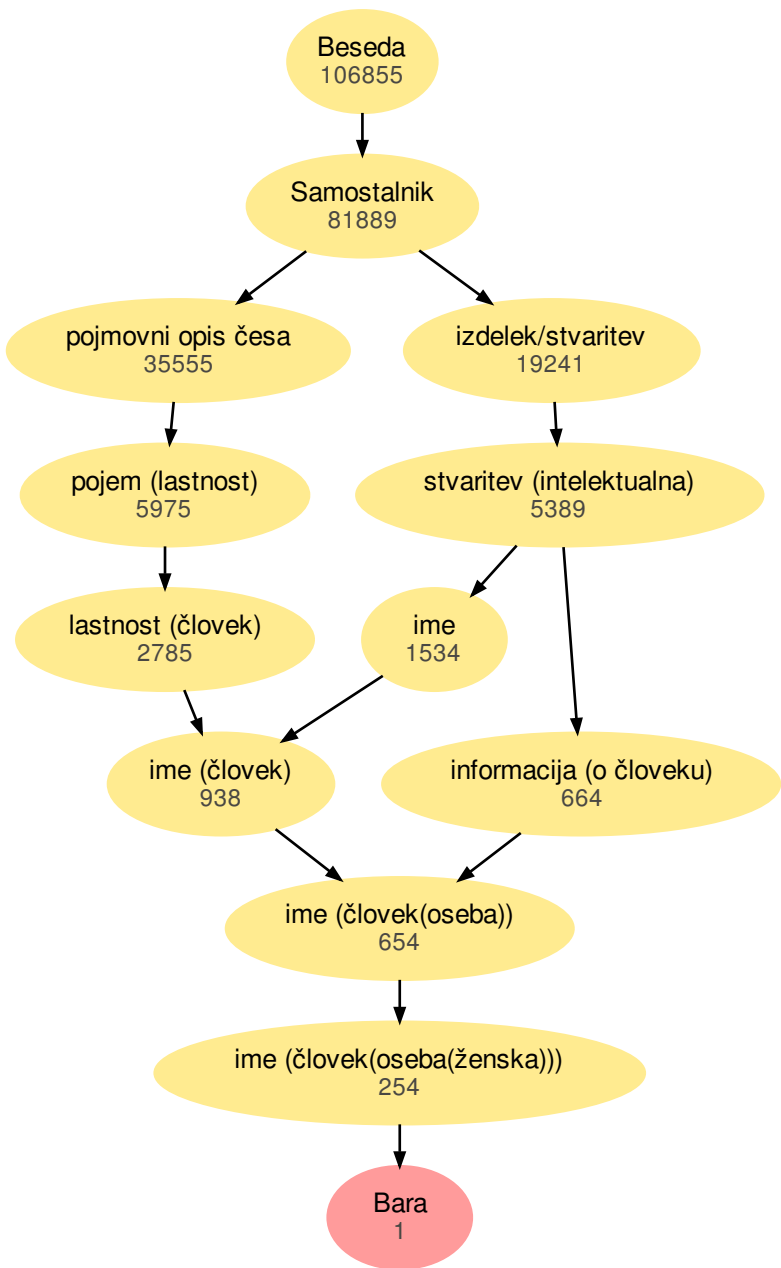 Beseda
106855
Samostalnik
81889
pojmovni opis česa
35555
izdelek/stvaritev
19241
pojem (lastnost)
5975
stvaritev (intelektualna)
5389
lastnost (človek)
2785
ime
1534
ime (človek)
938
informacija (o človeku)
664
ime (človek(oseba))
654
ime (človek(oseba(ženska)))
254
Bara
1